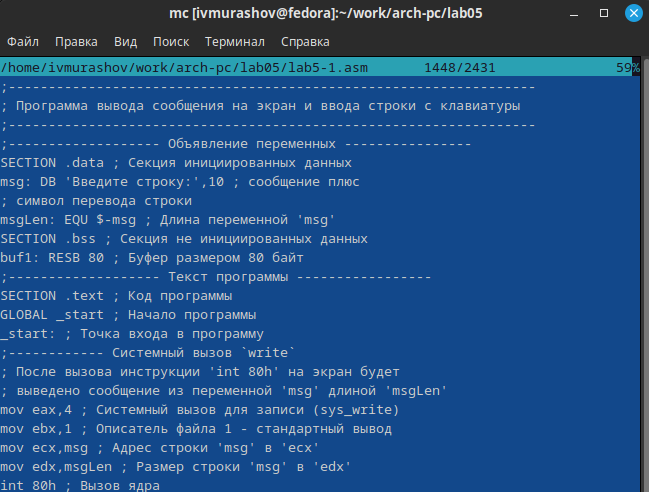 mc [ivmurashov@fedora]:~/work/arch-pc/lab05
Файл Правка Вид Поиск Терминал Справка
/home/ivmurashov/work/arch-pc/lab05/lab5-1.asm 1448/2431 59%
;------------------------------------------------------------------
; Программа вывода сообщения на экран и ввода строки с клавиатуры
;------------------------------------------------------------------
;------------------- Объявление переменных ----------------
SECTION .data ; Секция инициированных данных
msg: DB 'Введите строку:',10 ; сообщение плюс
; символ перевода строки
msgLen: EQU $-msg ; Длина переменной 'msg'
SECTION .bss ; Секция не инициированных данных
buf1: RESB 80 ; Буфер размером 80 байт
;------------------- Текст программы -----------------
SECTION .text ; Код программы
GLOBAL _start ; Начало программы
_start: ; Точка входа в программу
;------------ Системный вызов `write`
; После вызова инструкции 'int 80h' на экран будет
; выведено сообщение из переменной 'msg' длиной 'msgLen'
mov eax,4 ; Системный вызов для записи (sys_write)
mov ebx,1 ; Описатель файла 1 - стандартный вывод
mov ecx,msg ; Адрес строки 'msg' в 'ecx'
mov edx,msgLen ; Размер строки 'msg' в 'edx'
int 80h ; Вызов ядра